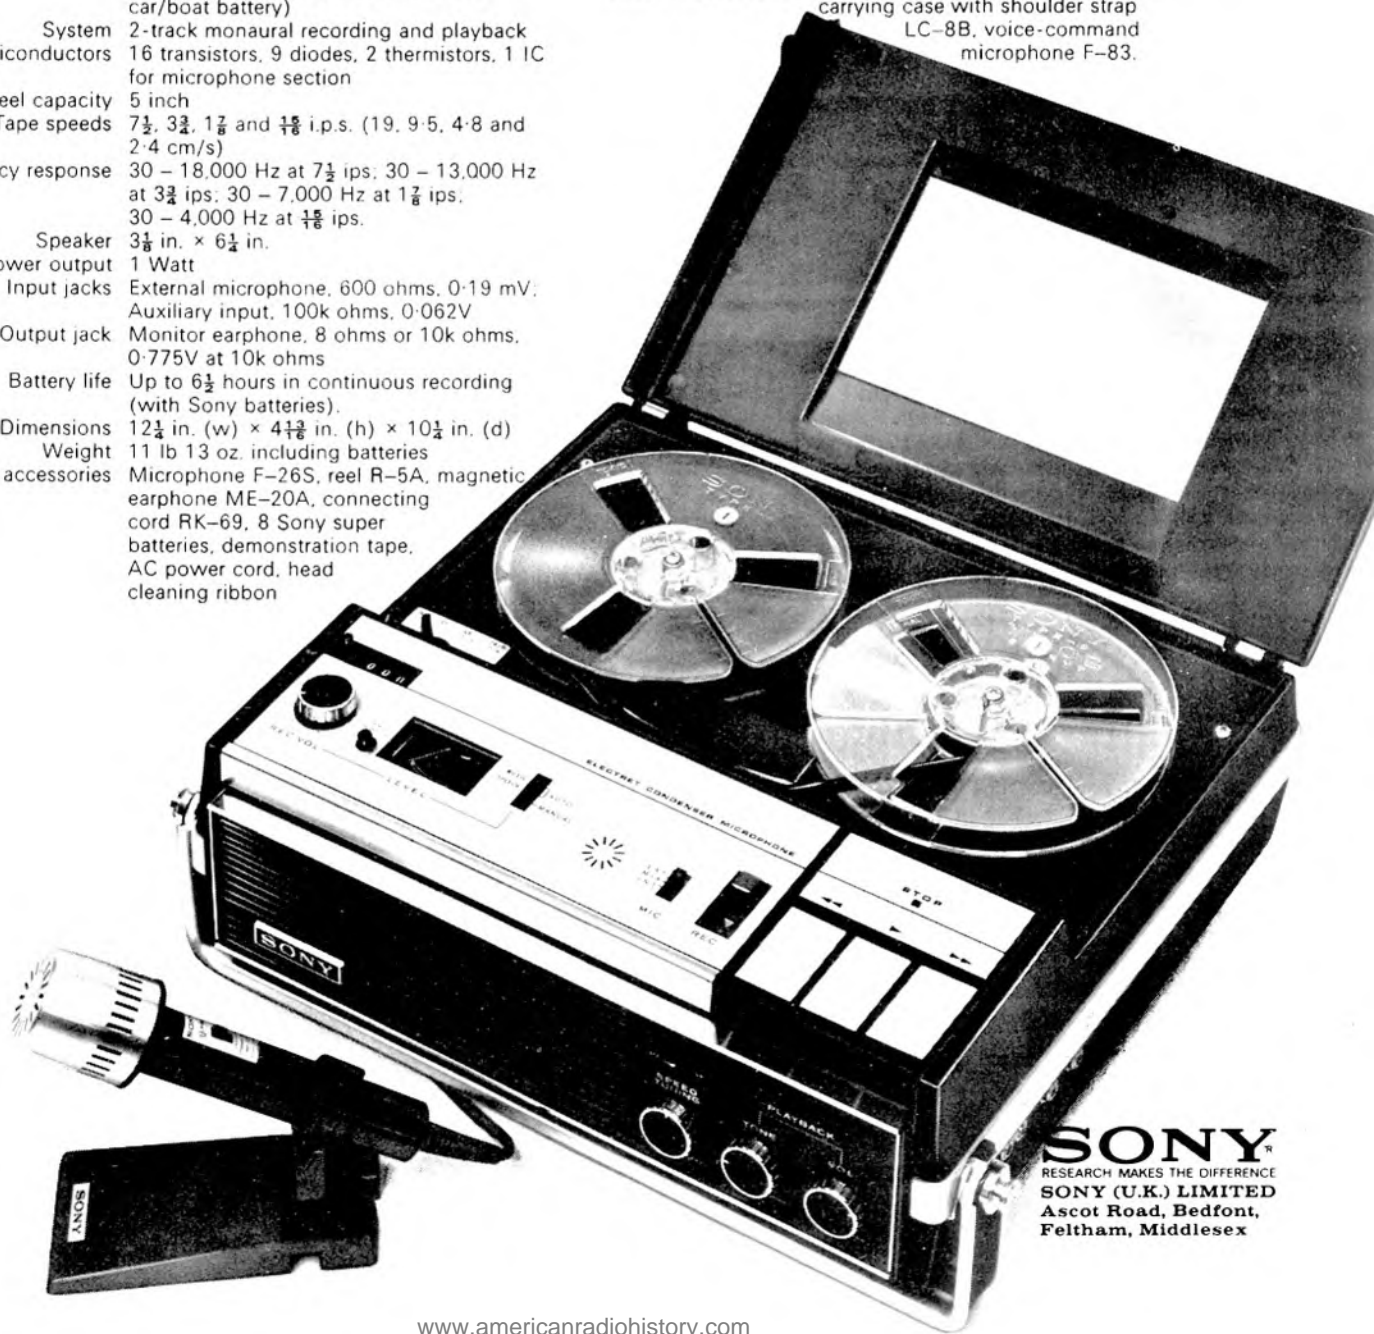 car/boat battery)
System 2-track monaural recording and playback
iconductors 16 transistors, 9 diodes, 2 thermistors, 1 IC
for microphone section
eel capacity 5 inch
Tape speeds 7½, 3¾, 1⅞ and 15/16 i.p.s. (19, 9·5, 4·8 and
2·4 cm/s)
cy response 30 – 18,000 Hz at 7½ ips; 30 – 13,000 Hz
at 3¾ ips; 30 – 7,000 Hz at 1⅞ ips;
30 – 4,000 Hz at 15/16 ips.
Speaker 3⅛ in. × 6¼ in.
ower output 1 Watt
Input jacks External microphone, 600 ohms, 0·19 mV;
Auxiliary input, 100k ohms, 0·062V
Output jack Monitor earphone, 8 ohms or 10k ohms,
0·775V at 10k ohms
Battery life Up to 6½ hours in continuous recording
(with Sony batteries).
Dimensions 12¼ in. (w) × 4 13/16 in. (h) × 10¼ in. (d)
Weight 11 lb 13 oz. including batteries
accessories Microphone F–26S, reel R–5A, magnetic
earphone ME–20A, connecting
cord RK–69, 8 Sony super
batteries, demonstration tape,
AC power cord, head
cleaning ribbon
carrying case with shoulder strap
LC–8B, voice-command
microphone F–83.
REC VOL
LEVEL
AUTO
MANUAL
ELECTRET CONDENSER MICROPHONE
MIC
REC
STOP
SONY
SPEED
TUNING
PLAYBACK
TONE
VOL
SONY
SONY
RESEARCH MAKES THE DIFFERENCE
SONY (U.K.) LIMITED
Ascot Road, Bedfont,
Feltham, Middlesex
www.americanradiohistory.com